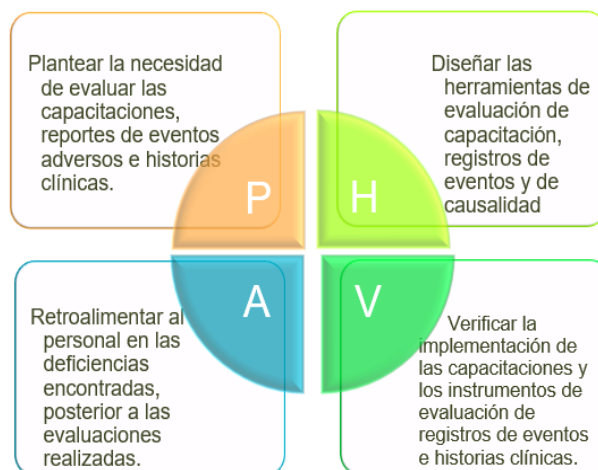 Plantear la necesidad
de evaluar las
capacitaciones,
reportes de eventos
adversos e historias
clínicas.
Diseñar las
herramientas de
evaluación de
capacitación,
registros de
eventos y de
causalidad
P
H
A
V
Retroalimentar al
personal en las
deficiencias
encontradas,
posterior a las
evaluaciones
realizadas.
Verificar la
implementación de
las capacitaciones y
los instrumentos de
evaluación de
registros de eventos
e historias clínicas.